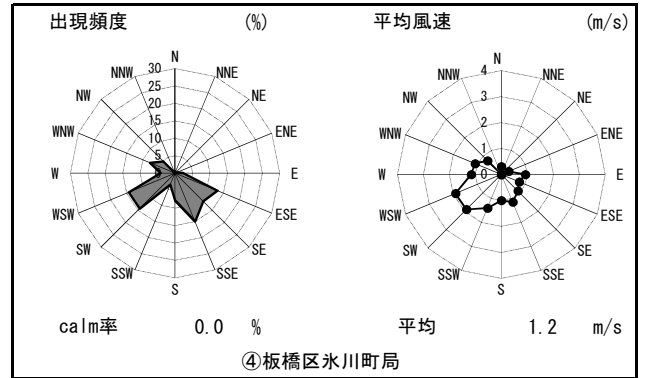 出現頻度 (%)
N
NNE
NE
ENE
E
ESE
SE
SSE
S
SSW
SW
WSW
W
WNW
NW
NNW
30
25
20
15
10
5
0
calm率 0.0 %
平均風速 (m/s)
N
NNE
NE
ENE
E
ESE
SE
SSE
S
SSW
SW
WSW
W
WNW
NW
NNW
4
3
2
1
0
平均 1.2 m/s
④板橋区氷川町局